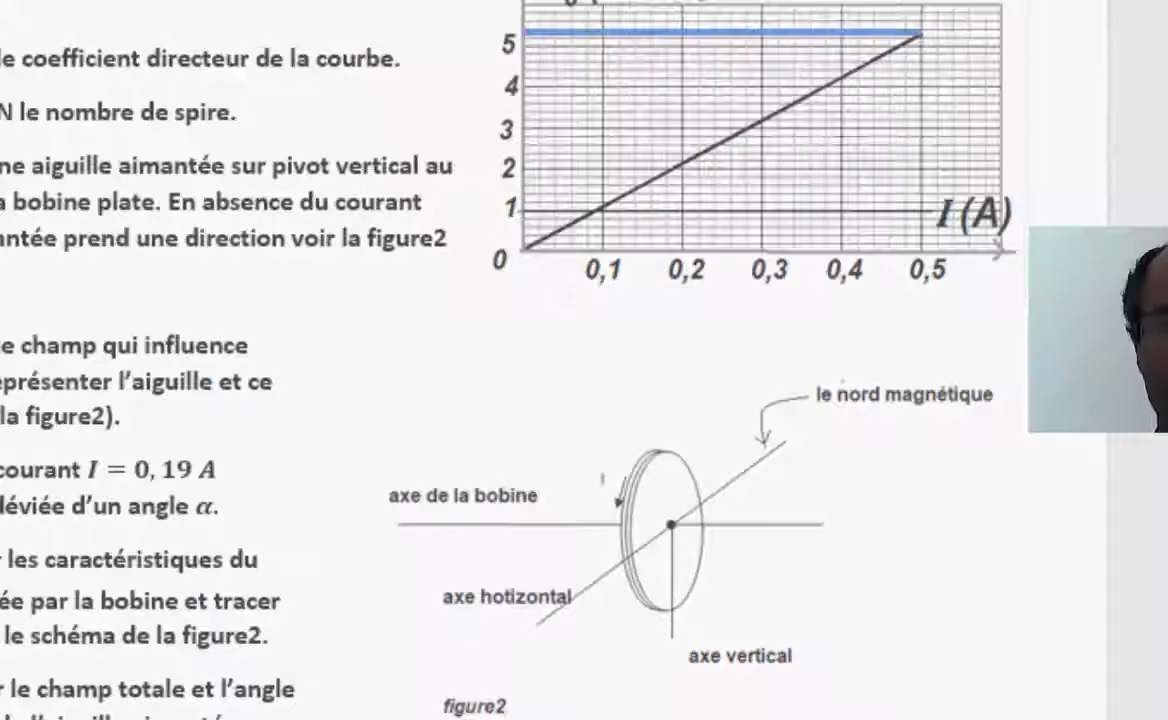 le coefficient directeur de la courbe.
N le nombre de spire.
ne aiguille aimantée sur pivot vertical au
a bobine plate. En absence du courant
antée prend une direction voir la figure2
e champ qui influence
eprésenter l'aiguille et ce
la figure2).
courant I = 0, 19 A
déviée d'un angle α.
les caractéristiques du
ée par la bobine et tracer
le schéma de la figure2.
r le champ totale et l'angle
5
4
3
2
1
0
0,1 0,2 0,3 0,4 0,5
I (A)
le nord magnétique
axe de la bobine
axe hotizontal
axe vertical
figure2